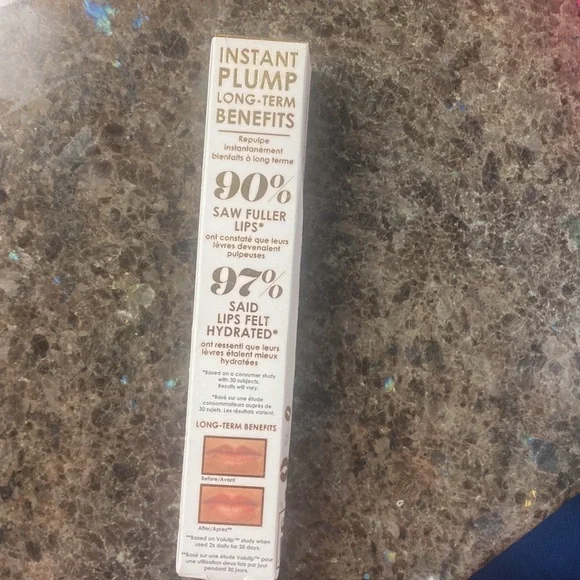 INSTANT
PLUMP
LONG-TERM
BENEFITS
Repulpe
instantanément
bienfaits à long terme
90%
SAW FULLER
LIPS*
ont constaté que leurs
lèvres devenaient
pulpeuses
97%
SAID
LIPS FELT
HYDRATED*
ont ressenti que leurs
lèvres étaient mieux
hydratées
*Based on a consumer study
with 30 subjects.
Results will vary.
*Basé sur une étude
consommateurs auprès de
30 sujets. Les résultats varient.
LONG-TERM BENEFITS
Before/Avant
After/Après**
**Based on Volulip™ study when
used 2x daily for 30 days.
**Basé sur une étude Volulip™ pour
une utilisation deux fois par jour
pendant 30 jours.